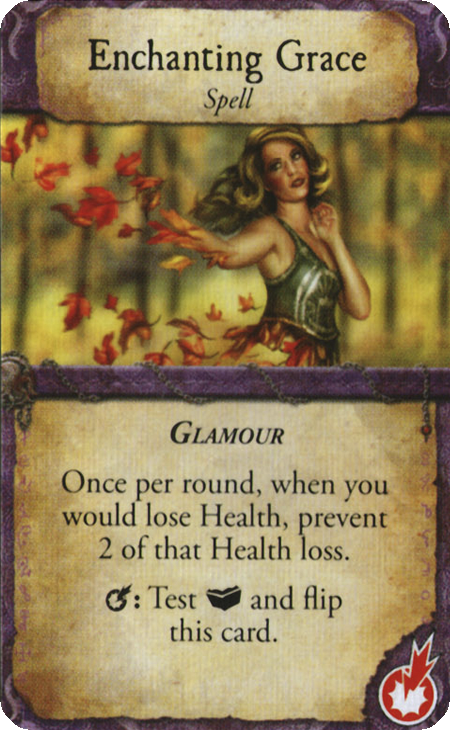 Enchanting Grace
Spell
GLAMOUR
Once per round, when you
would lose Health, prevent
2 of that Health loss.
: Test and flip
this card.